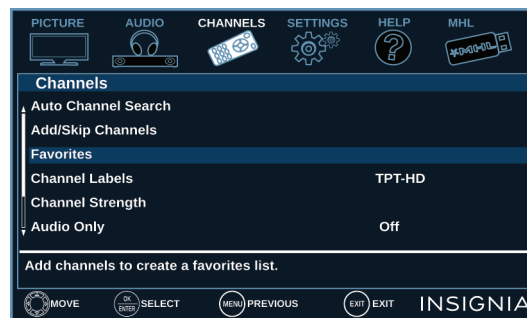 PICTURE AUDIO CHANNELS SETTINGS HELP MHL
MHL
Channels
Auto Channel Search
Add/Skip Channels
Favorites
Channel Labels TPT-HD
Channel Strength
Audio Only Off
Add channels to create a favorites list.
MOVE OK ENTER SELECT MENU PREVIOUS EXIT EXIT INSIGNIA